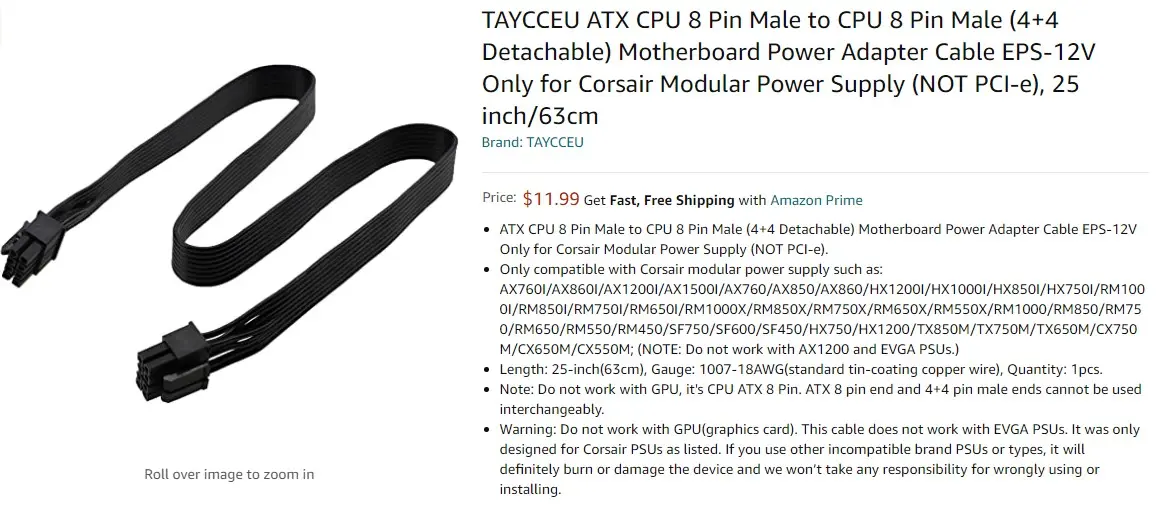 TAYCCEU ATX CPU 8 Pin Male to CPU 8 Pin Male (4+4
Detachable) Motherboard Power Adapter Cable EPS-12V
Only for Corsair Modular Power Supply (NOT PCI-e), 25
inch/63cm
Brand: TAYCCEU
Price: $11.99 Get Fast, Free Shipping with Amazon Prime
• ATX CPU 8 Pin Male to CPU 8 Pin Male (4+4 Detachable) Motherboard Power Adapter Cable EPS-12V
Only for Corsair Modular Power Supply (NOT PCI-e).
• Only compatible with Corsair modular power supply such as:
AX760I/AX860I/AX1200I/AX1500I/AX760/AX850/AX860/HX1200I/HX1000I/HX850I/HX750I/RM100
0I/RM850I/RM750I/RM650I/RM1000X/RM850X/RM750X/RM650X/RM550X/RM1000/RM850/RM75
0/RM650/RM550/RM450/SF750/SF600/SF450/HX750/HX1200/TX850M/TX750M/TX650M/CX750
M/CX650M/CX550M; (NOTE: Do not work with AX1200 and EVGA PSUs.)
• Length: 25-inch(63cm), Gauge: 1007-18AWG(standard tin-coating copper wire), Quantity: 1pcs.
• Note: Do not work with GPU, it's CPU ATX 8 Pin. ATX 8 pin end and 4+4 pin male ends cannot be used
interchangeably.
• Warning: Do not work with GPU(graphics card). This cable does not work with EVGA PSUs. It was only
designed for Corsair PSUs as listed. If you use other incompatible brand PSUs or types, it will
definitely burn or damage the device and we won't take any responsibility for wrongly using or
installing.
Roll over image to zoom in